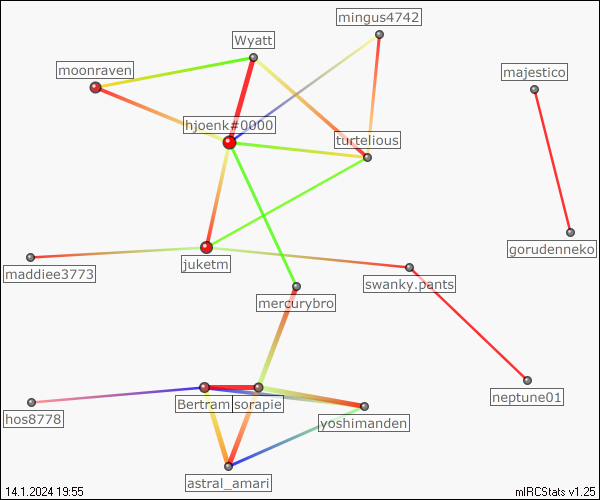 mingus4742
Wyatt
moonraven
majestico
hjoenk#0000
turtelious
gorudenneko
juketm
maddiee3773
swanky.pants
mercurybro
neptune01
Bertram sorapie
hos8778
yoshimanden
astral_amari
14.1.2024 19:55 mIRCStats v1.25